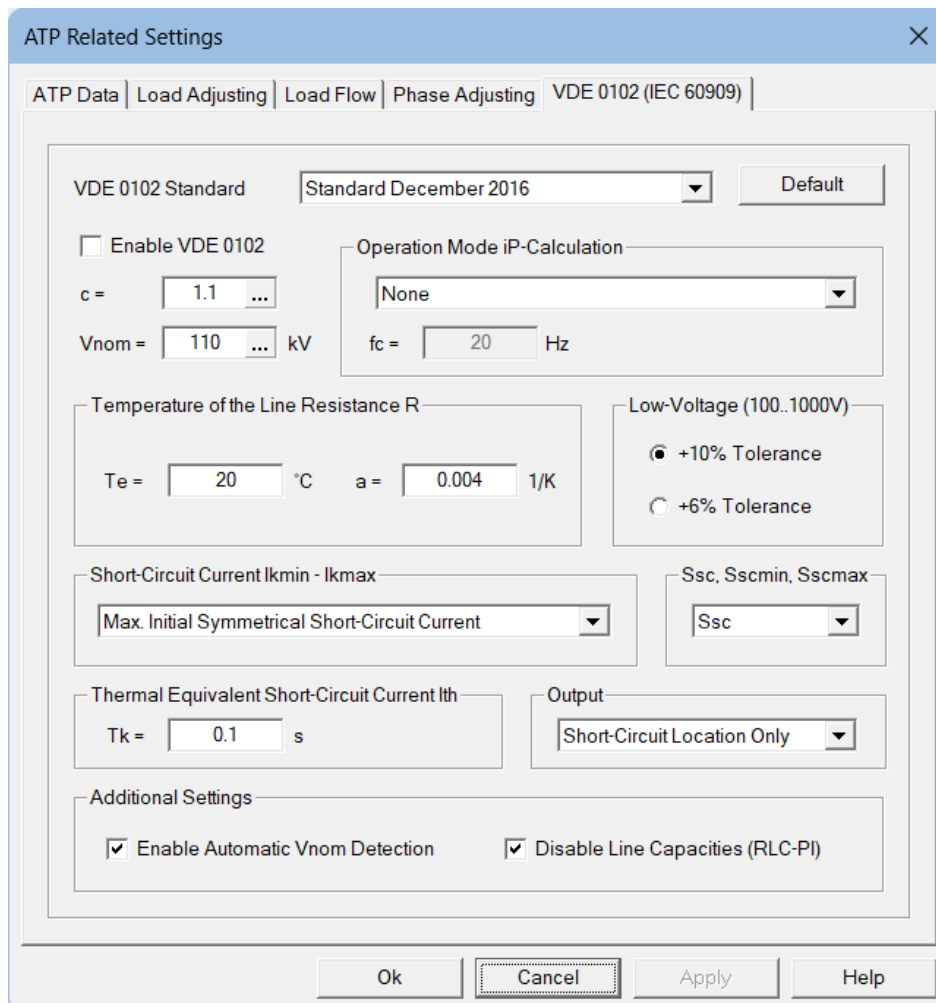 ATP Related Settings
ATP Data Load Adjusting Load Flow Phase Adjusting VDE 0102 (IEC 60909)
VDE 0102 Standard Standard December 2016 Default
Enable VDE 0102
Operation Mode iP-Calculation
c = 1.1 ...
None
Vnom = 110 ... kV
fc = 20 Hz
Temperature of the Line Resistance R
Low-Voltage (100..1000V)
+10% Tolerance
Te = 20 °C a = 0.004 1/K
+6% Tolerance
Short-Circuit Current Ikmin - Ikmax
Ssc, Sscmin, Sscmax
Max. Initial Symmetrical Short-Circuit Current
Ssc
Thermal Equivalent Short-Circuit Current Ith
Output
Tk = 0.1 s
Short-Circuit Location Only
Additional Settings
Enable Automatic Vnom Detection
Disable Line Capacities (RLC-PI)
Ok Cancel Apply Help